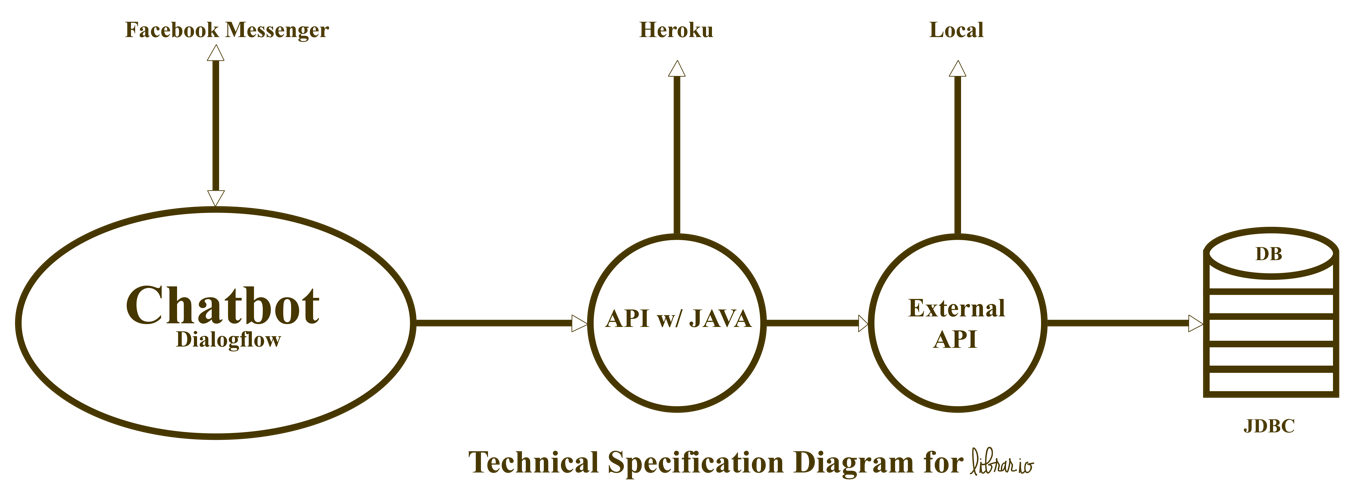 Facebook Messenger
Heroku
Local
Chatbot
Dialogflow
API w/ JAVA
External
API
DB
JDBC
Technical Specification Diagram for librario